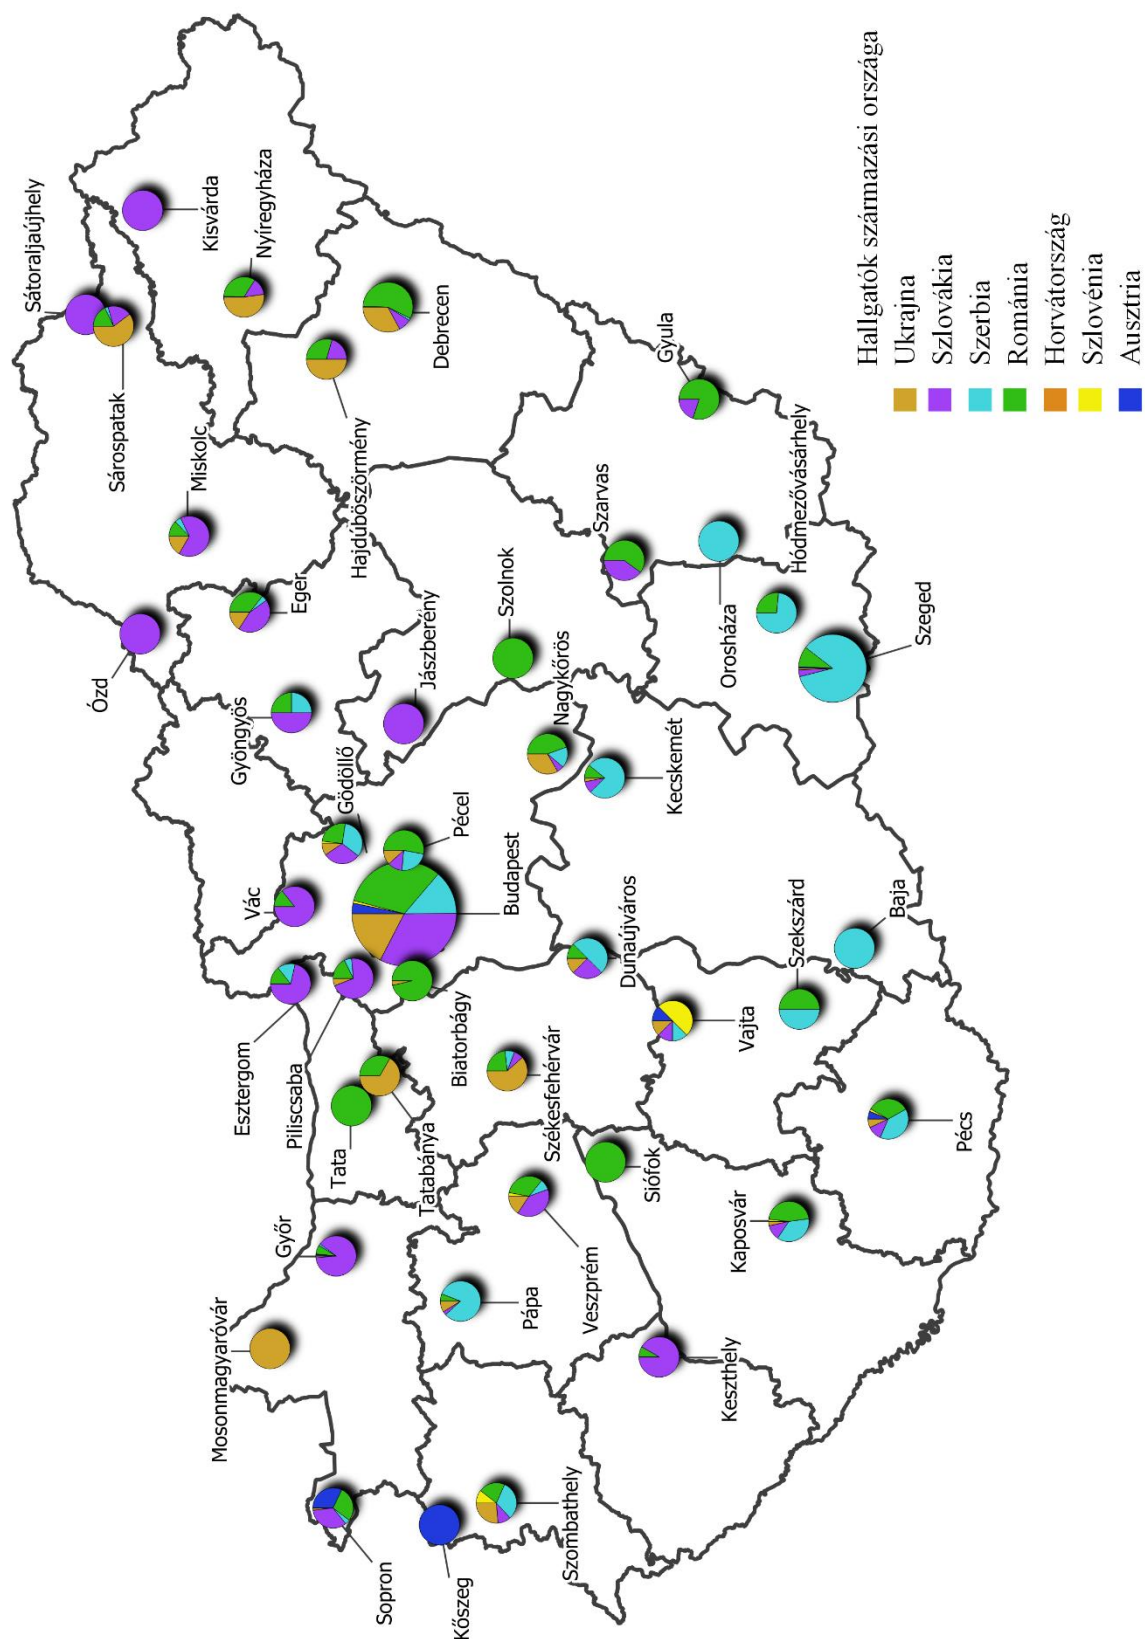 Sátoraljaújhely
Kisvárda
Sárospatak
Nyíregyháza
Miskolc
Debrecen
Hajdúböszörmény
Ózd
Eger
Gyula
Gyöngyös
Jászberény
Szolnok
Szarvas
Orosháza
Hódmezővásárhely
Szeged
Gödöllő
Nagykőrös
Kecskemét
Vác
Pécel
Budapest
Esztergom
Piliscsaba
Biatorbágy
Dunaújváros
Szekszárd
Baja
Vajta
Tata
Tatabánya
Székesfehérvár
Siófok
Pécs
Győr
Veszprém
Kaposvár
Mosonmagyaróvár
Pápa
Keszthely
Sopron
Kőszeg
Szombathely
Hallgatók származási országa
Ukrajna
Szlovákia
Szerbia
Románia
Horvátország
Szlovénia
Ausztria